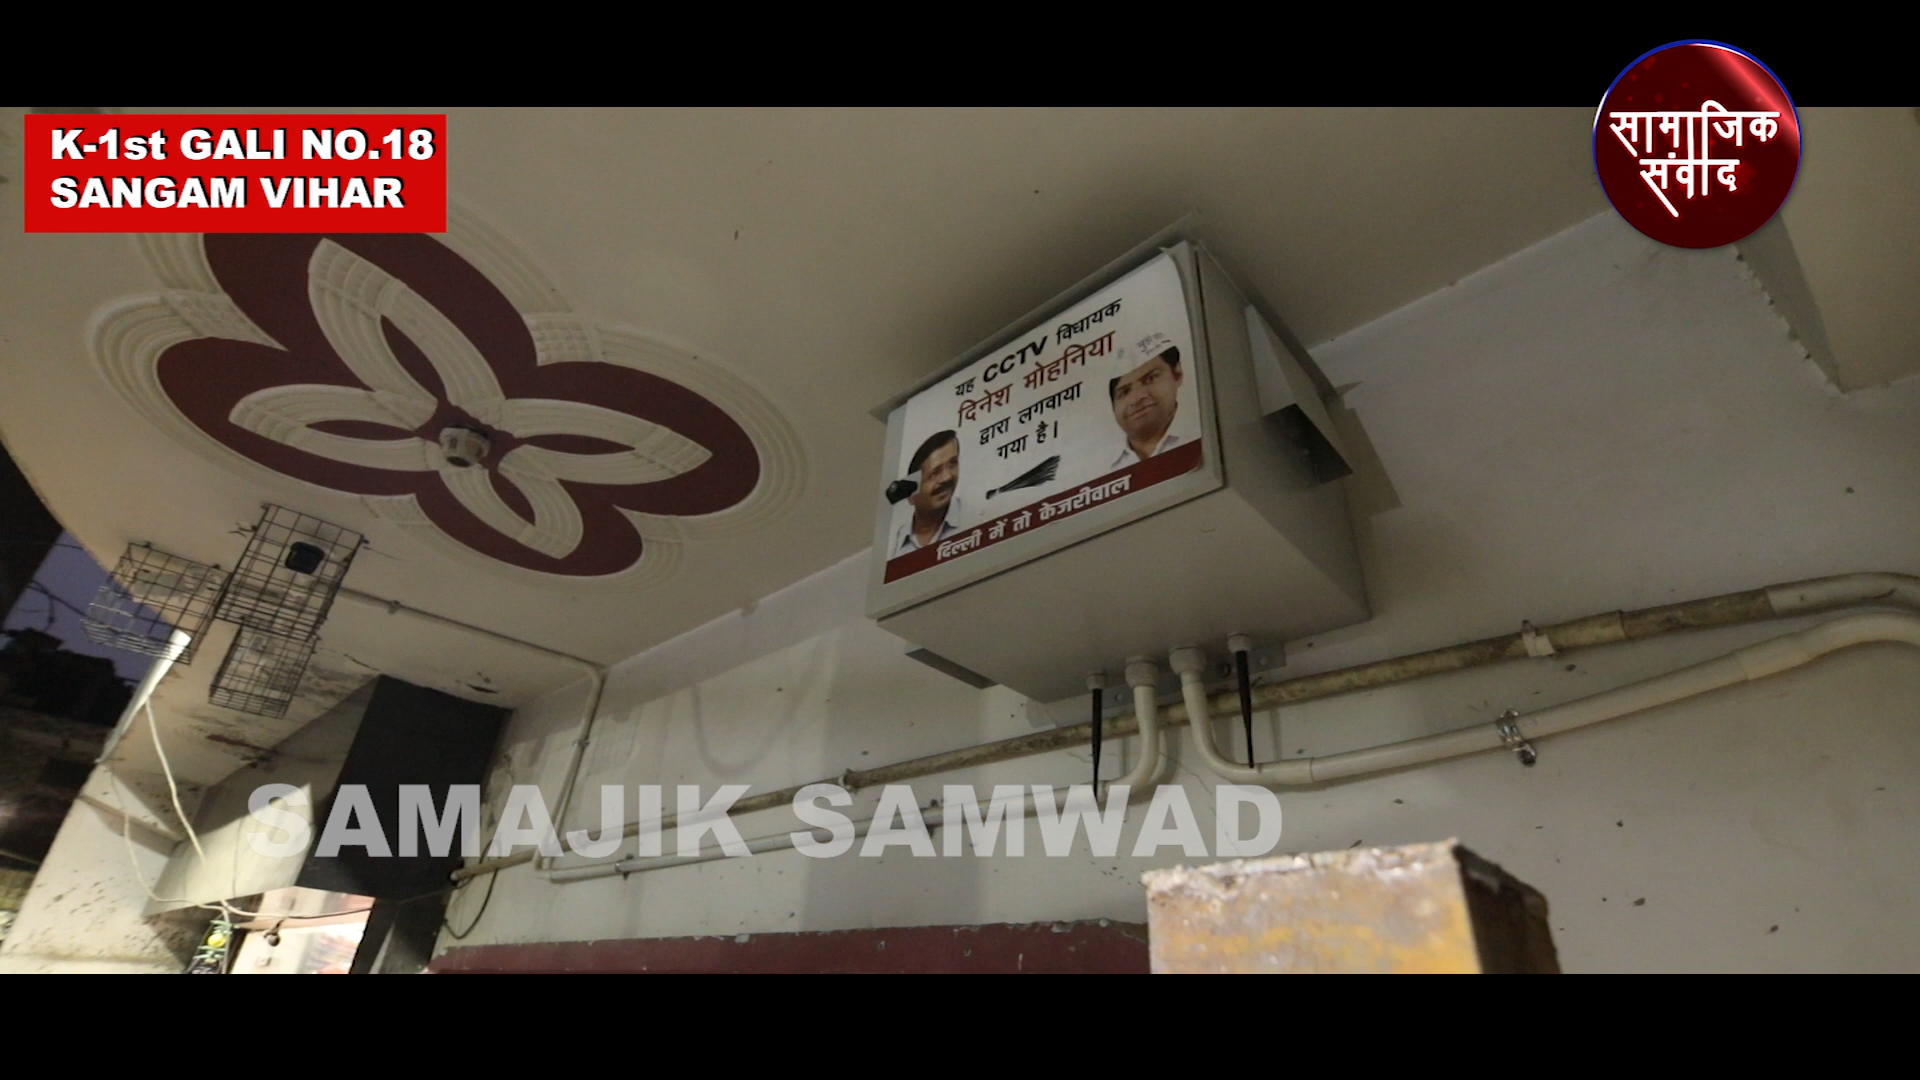 K-1st GALI NO.18
SANGAM VIHAR
सामाजिक
संवाद
यह CCTV विधायक
दिनेश मोहनिया
द्वारा लगवाया
गया है।
दिल्ली में तो केजरीवाल
SAMAJIK SAMWAD